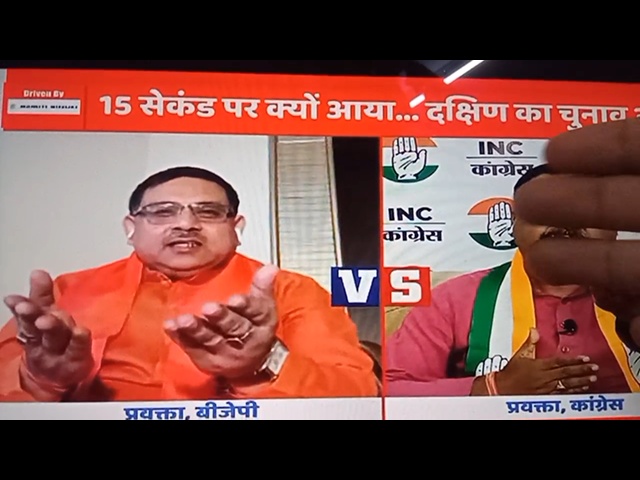 Driven By
15 सेकंड पर क्यों आया... दक्षिण का चुनाव
INC
कांग्रेस
INC
कांग्रेस
V S
प्रवक्ता, बीजेपी
प्रवक्ता, कांग्रेस